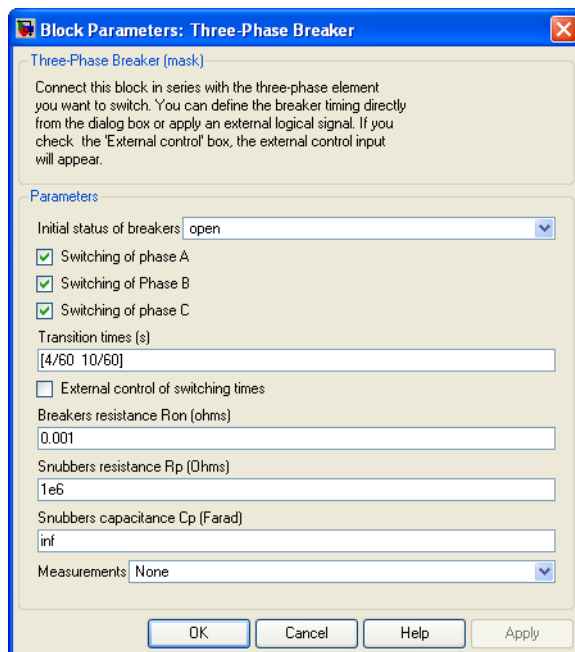 Block Parameters: Three-Phase Breaker
Three-Phase Breaker (mask)
Connect this block in series with the three-phase element
you want to switch. You can define the breaker timing directly
from the dialog box or apply an external logical signal. If you
check the 'External control' box, the external control input
will appear.
Parameters
Initial status of breakers open
Switching of phase A
Switching of Phase B
Switching of phase C
Transition times (s)
[4/60 10/60]
External control of switching times
Breakers resistance Ron (ohms)
0.001
Snubbers resistance Rp (Ohms)
1e6
Snubbers capacitance Cp (Farad)
inf
Measurements None
OK Cancel Help Apply